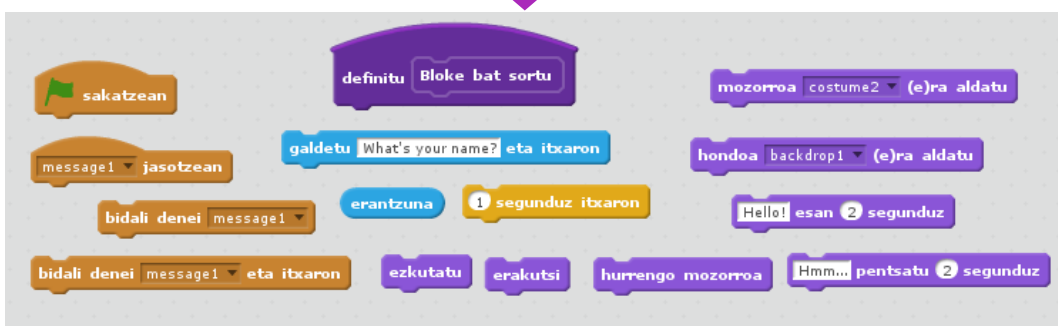 definitu Bloke bat sortu
sakatzean
mozorroa costume2 (e)ra aldatu
galdetu What's your name? eta itxaron
message1 jasotzean
hondoa backdrop1 (e)ra aldatu
erantzuna
1 segunduz itxaron
bidali denei message1
Hello! esan 2 segunduz
bidali denei message1 eta itxaron
ezkutatu
erakutsi
hurrengo mozorroa
Hmm... pentsatu 2 segunduz